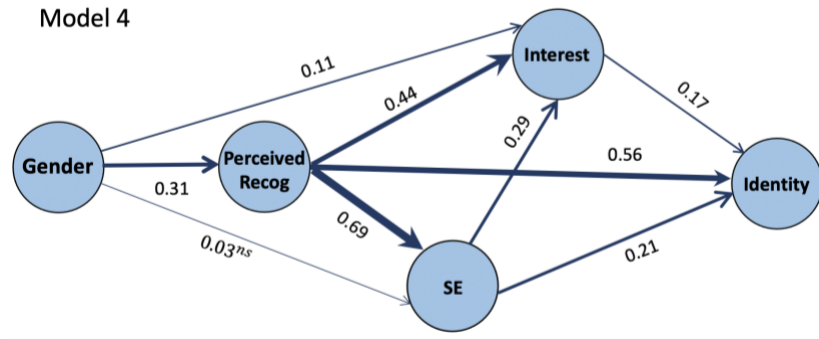 Model 4
Interest
0.11
0.44
0.17
0.29
Gender
Perceived
Recog
0.56
Identity
0.31
0.69
0.03ns
SE
0.21